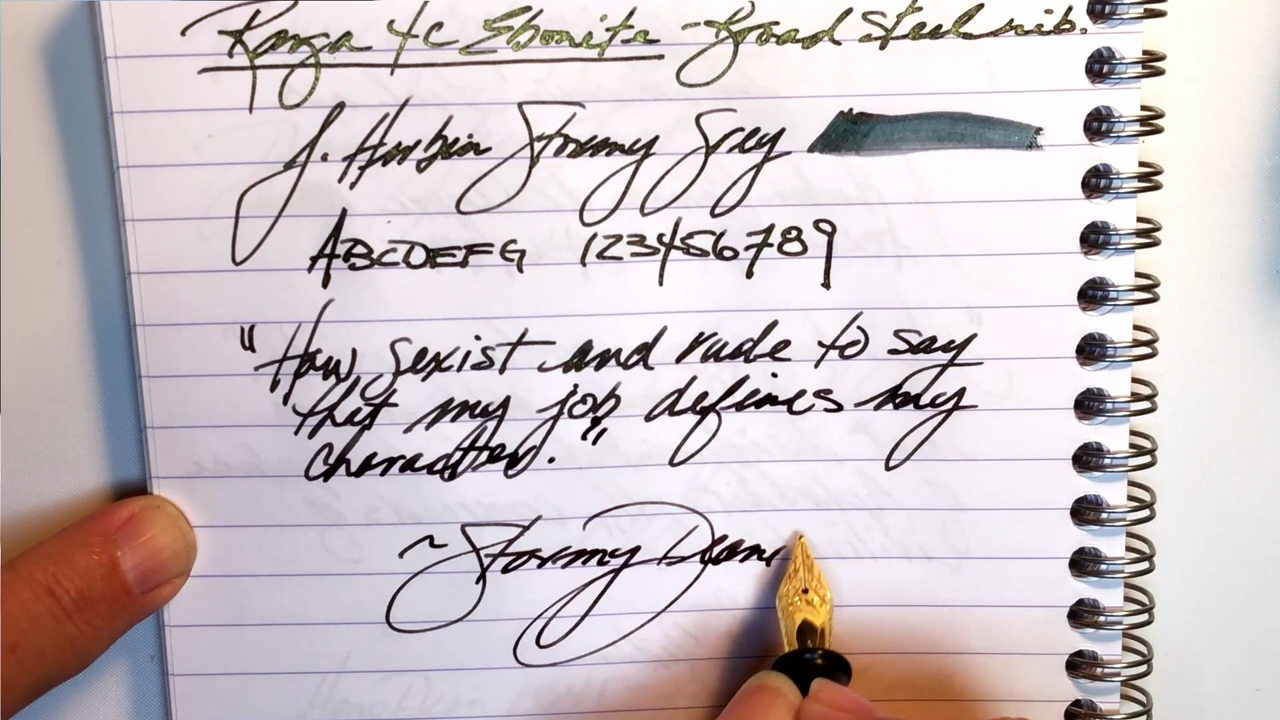 Ranga 4C Ebonite - Broad Steel nib.
J. Herbin Stormy Grey
ABCDEFG 123456789
"How sexist and rude to say
that my job defines my
character."
~ Stormy Dan